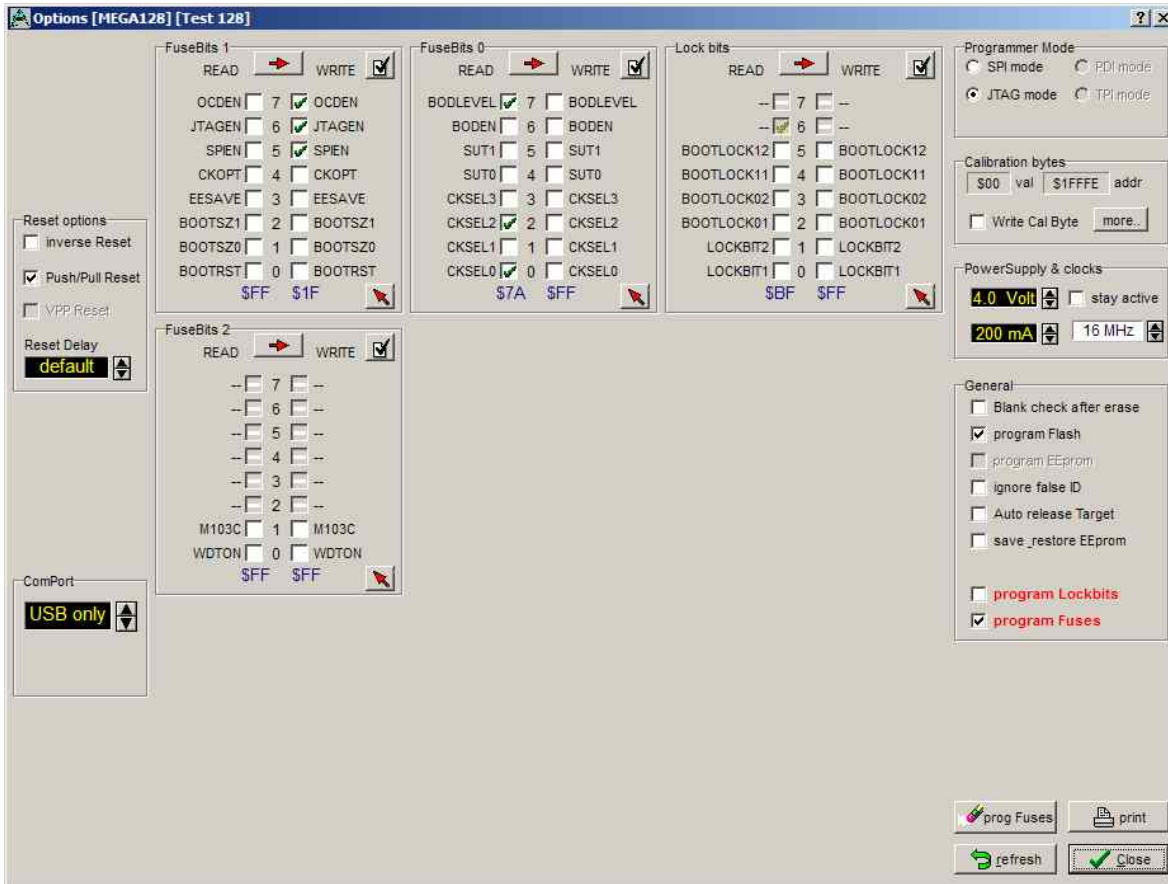 Options [MEGA128] [Test 128]
FuseBits 1
READ WRITE
OCDEN 7 OCDEN
JTAGEN 6 JTAGEN
SPIEN 5 SPIEN
CKOPT 4 CKOPT
EESAVE 3 EESAVE
BOOTSZ1 2 BOOTSZ1
BOOTSZ0 1 BOOTSZ0
BOOTRST 0 BOOTRST
$FF $1F
FuseBits 0
READ WRITE
BODLEVEL 7 BODLEVEL
BODEN 6 BODEN
SUT1 5 SUT1
SUT0 4 SUT0
CKSEL3 3 CKSEL3
CKSEL2 2 CKSEL2
CKSEL1 1 CKSEL1
CKSEL0 0 CKSEL0
$7A $FF
Lock bits
READ WRITE
-- 7 --
-- 6 --
BOOTLOCK12 5 BOOTLOCK12
BOOTLOCK11 4 BOOTLOCK11
BOOTLOCK02 3 BOOTLOCK02
BOOTLOCK01 2 BOOTLOCK01
LOCKBIT2 1 LOCKBIT2
LOCKBIT1 0 LOCKBIT1
$BF $FF
Programmer Mode
SPI mode PDI mode
JTAG mode TPI mode
Calibration bytes
$00 val $1FFFE addr
Write Cal Byte more..
PowerSupply & clocks
4.0 Volt stay active
200 mA 16 MHz
Reset options
inverse Reset
Push/Pull Reset
VPP Reset
Reset Delay
default
FuseBits 2
READ WRITE
-- 7 --
-- 6 --
-- 5 --
-- 4 --
-- 3 --
-- 2 --
M103C 1 M103C
WDTON 0 WDTON
$FF $FF
General
Blank check after erase
program Flash
program EEprom
ignore false ID
Auto release Target
save_restore EEprom
program Lockbits
program Fuses
ComPort
USB only
prog Fuses print
refresh Close